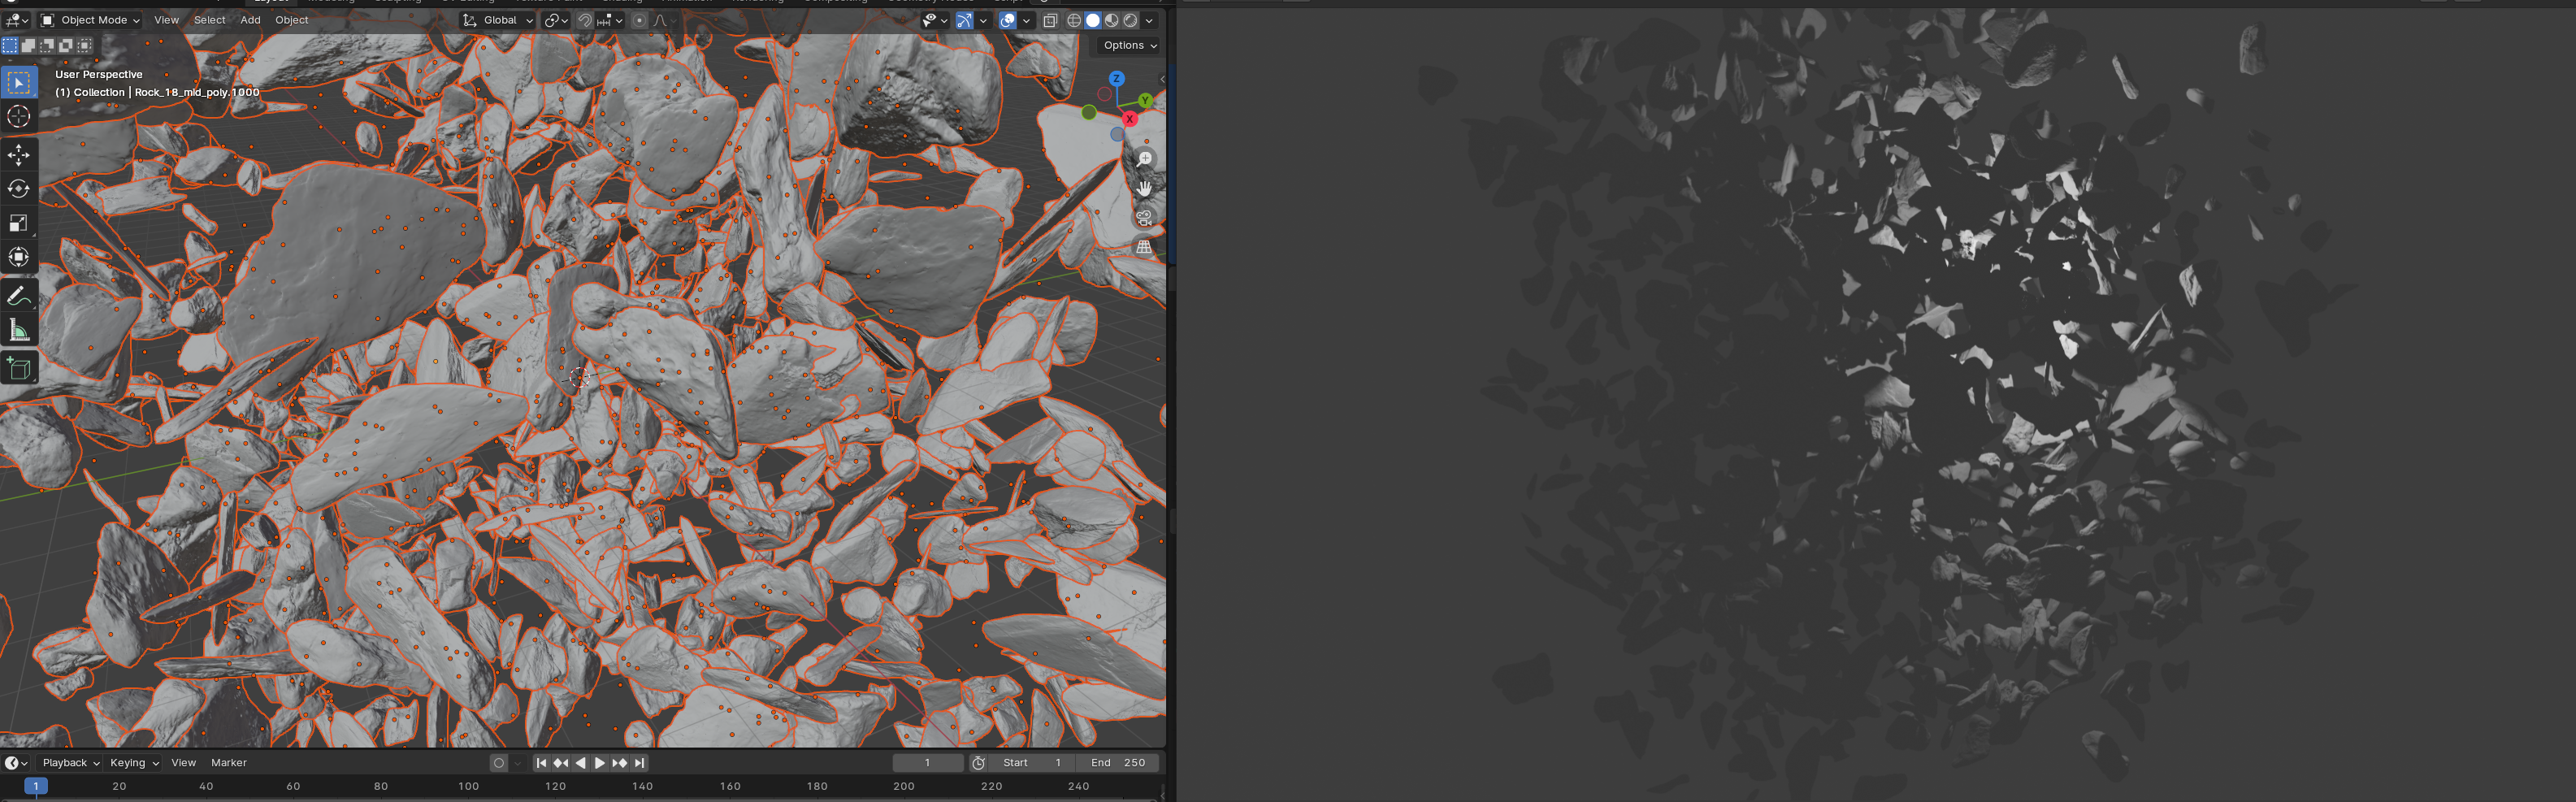 Object Mode View Select Add Object Global
Options
User Perspective
(1) Collection | Rock_18_mid_poly.1000
Z
Y
X
Playback Keying View Marker 1 Start 1 End 250
1 20 40 60 80 100 120 140 160 180 200 220 240